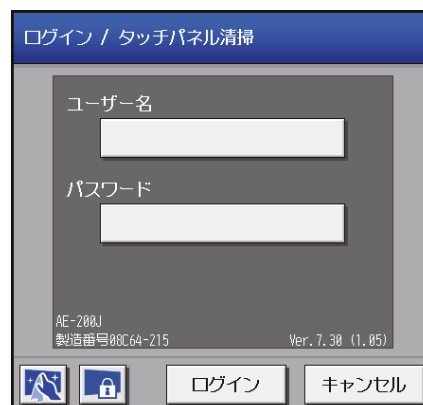 ログイン / タッチパネル清掃
ユーザー名
パスワード
AE-200J
製造番号08C64-215 Ver.7.30 (1.05)
ログイン キャンセル